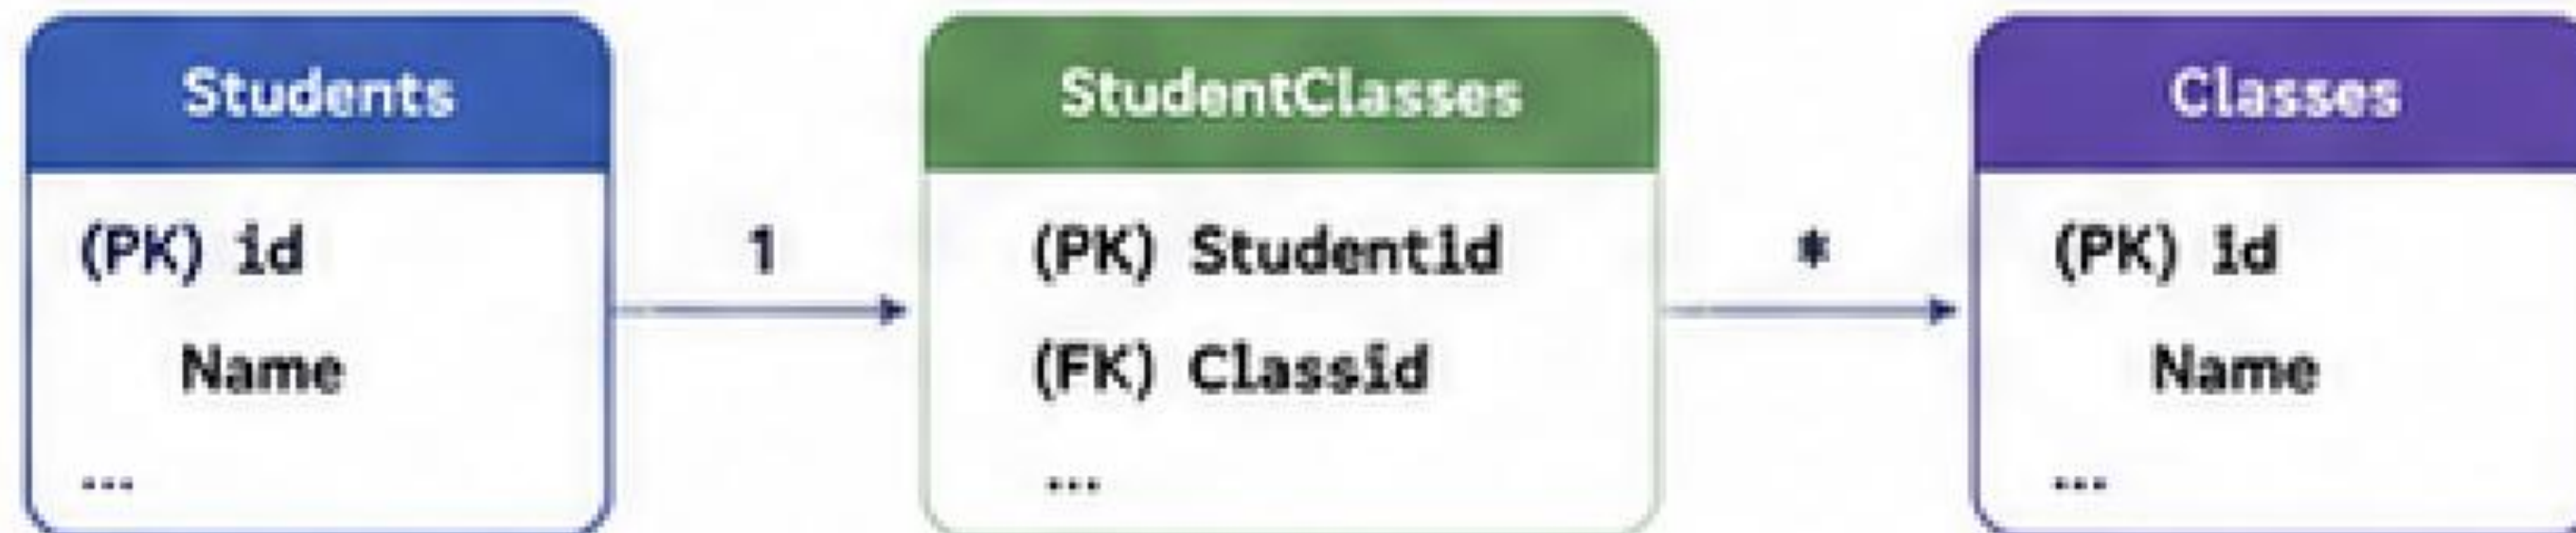 Students
(PK) id
Name
...
1
StudentClasses
(PK) Studentid
(FK) Classid
...
*
Classes
(PK) id
Name
...